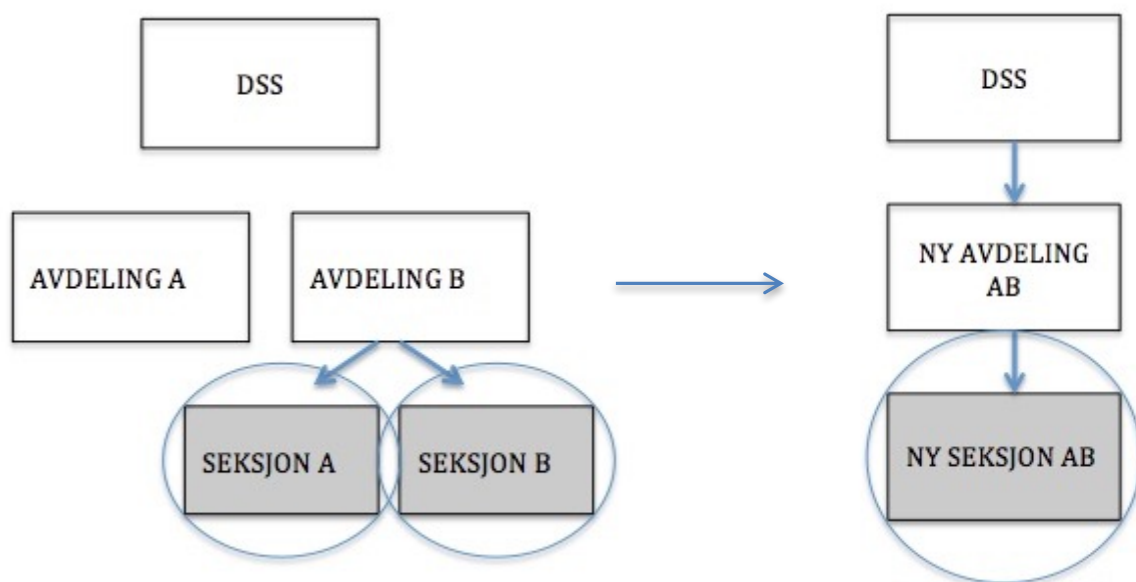 DSS
AVDELING A
AVDELING B
SEKSJON A
SEKSJON B
DSS
NY AVDELING
AB
NY SEKSJON AB